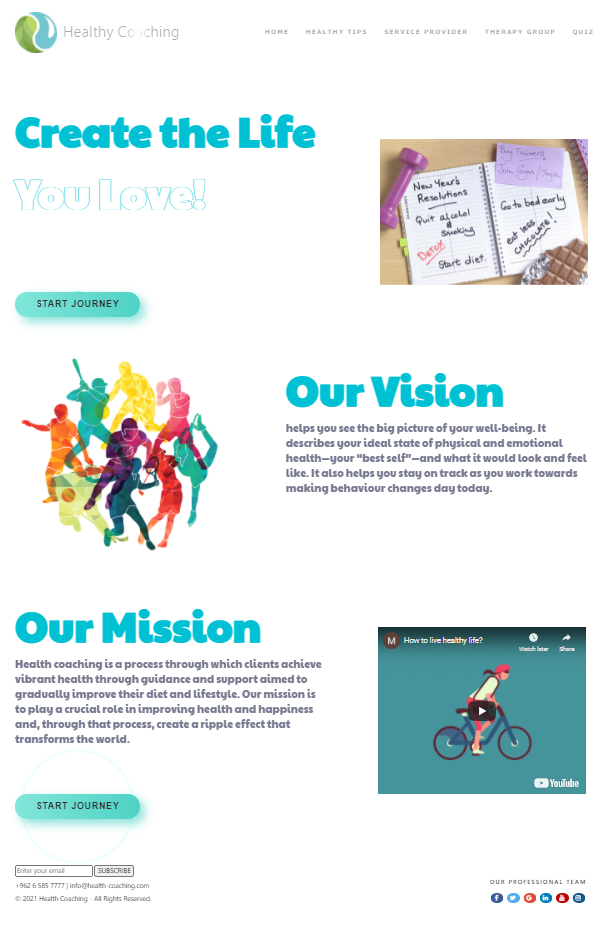 Healthy Coaching
HOME HEALTHY TIPS SERVICE PROVIDER THERAPY GROUP QUIZ
Create the Life
You Love!
Buy Trainers
Join Gym / Yoga
New Year's
Resolutions
Quit alcohol
&
Smoking
DETOX
Start diet.
Go to bed early
eat less
CHOCOLATE!
START JOURNEY
Our Vision
helps you see the big picture of your well-being. It
describes your ideal state of physical and emotional
health—your "best self"—and what it would look and feel
like. It also helps you stay on track as you work towards
making behaviour changes day today.
Our Mission
Health coaching is a process through which clients achieve
vibrant health through guidance and support aimed to
gradually improve their diet and lifestyle. Our mission is
to play a crucial role in improving health and happiness
and, through that process, create a ripple effect that
transforms the world.
M How to live healthy life?
Watch later Share
YouTube
START JOURNEY
Enter your email SUBSCRIBE
+962 6 585 7777 | info@health-coaching.com
© 2021 Health Coaching · All Rights Reserved.
OUR PROFESSIONAL TEAM